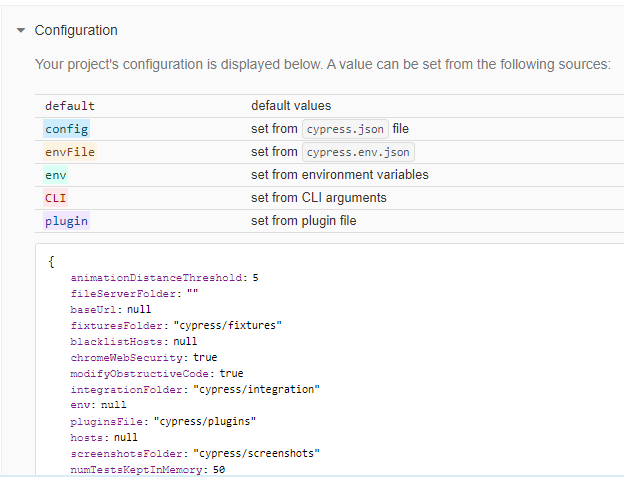 Configuration
Your project's configuration is displayed below. A value can be set from the following sources:
default default values
config set from cypress.json file
envFile set from cypress.env.json
env set from environment variables
CLI set from CLI arguments
plugin set from plugin file
{
animationDistanceThreshold: 5
fileServerFolder: ""
baseUrl: null
fixturesFolder: "cypress/fixtures"
blacklistHosts: null
chromeWebSecurity: true
modifyObstructiveCode: true
integrationFolder: "cypress/integration"
env: null
pluginsFile: "cypress/plugins"
hosts: null
screenshotsFolder: "cypress/screenshots"
numTestsKeptInMemory: 50